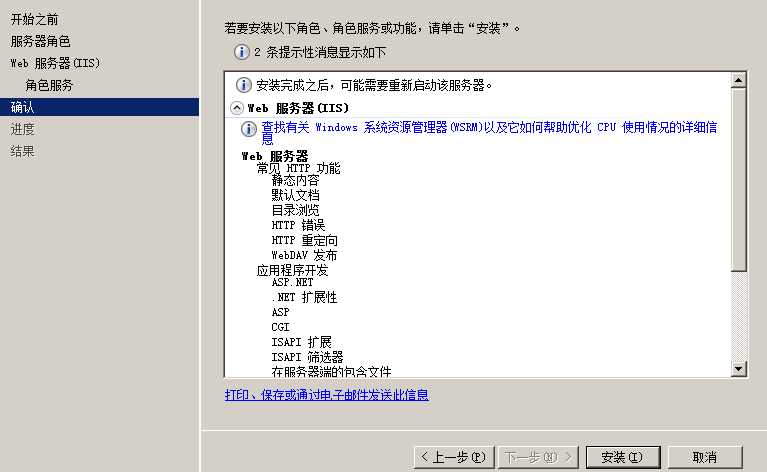 开始之前
服务器角色
Web 服务器(IIS)
角色服务
确认
进度
结果
若要安装以下角色、角色服务或功能，请单击“安装”。
2 条提示性消息显示如下
安装完成之后，可能需要重新启动该服务器。
Web 服务器(IIS)
查找有关 Windows 系统资源管理器(WSRM)以及它如何帮助优化 CPU 使用情况的详细信
息
Web 服务器
常见 HTTP 功能
静态内容
默认文档
目录浏览
HTTP 错误
HTTP 重定向
WebDAV 发布
应用程序开发
ASP.NET
.NET 扩展性
ASP
CGI
ISAPI 扩展
ISAPI 筛选器
在服务器端的包含文件
打印、保存或通过电子邮件发送此信息
< 上一步(P) 下一步(N) > 安装(I) 取消